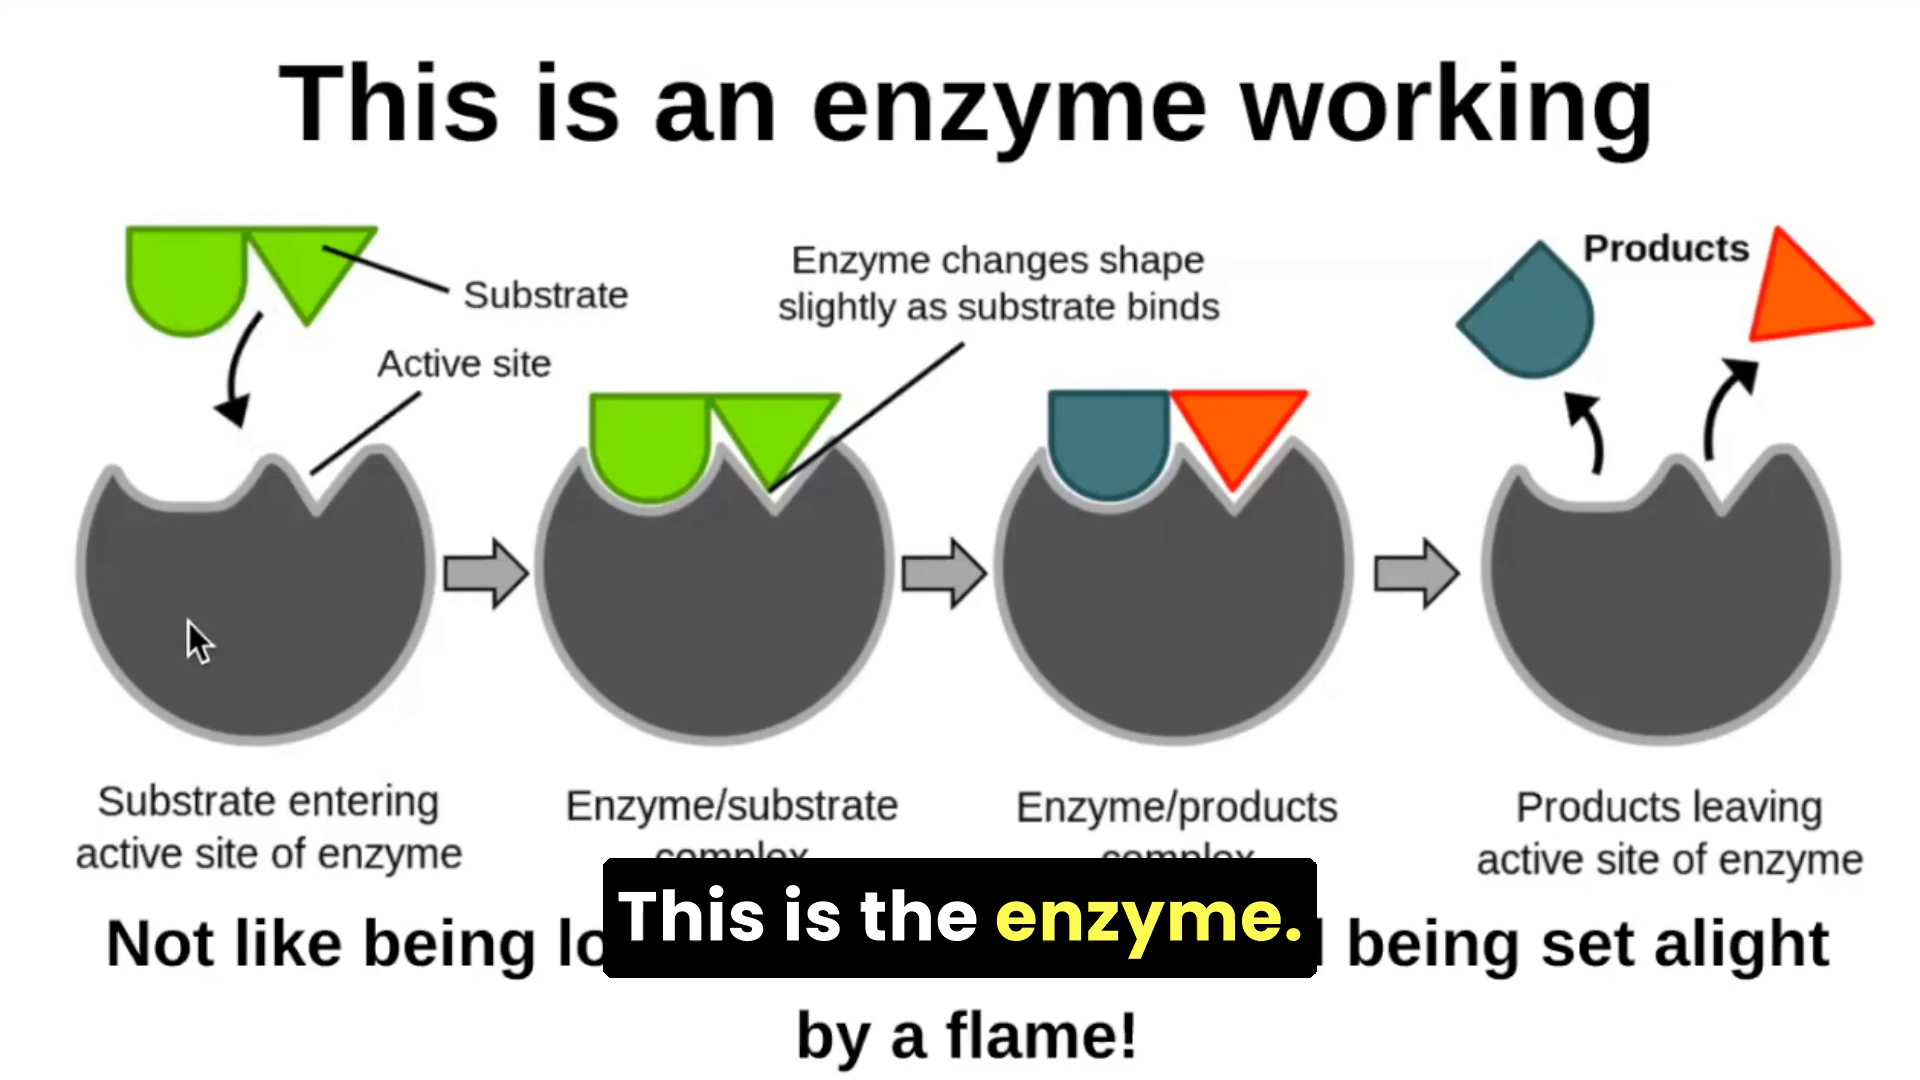 This is an enzyme working
Substrate
Active site
Enzyme changes shape
slightly as substrate binds
Products
Substrate entering
active site of enzyme
Enzyme/substrate
complex
Enzyme/products
complex
Products leaving
active site of enzyme
This is the enzyme.
Not like being being set alight
by a flame!